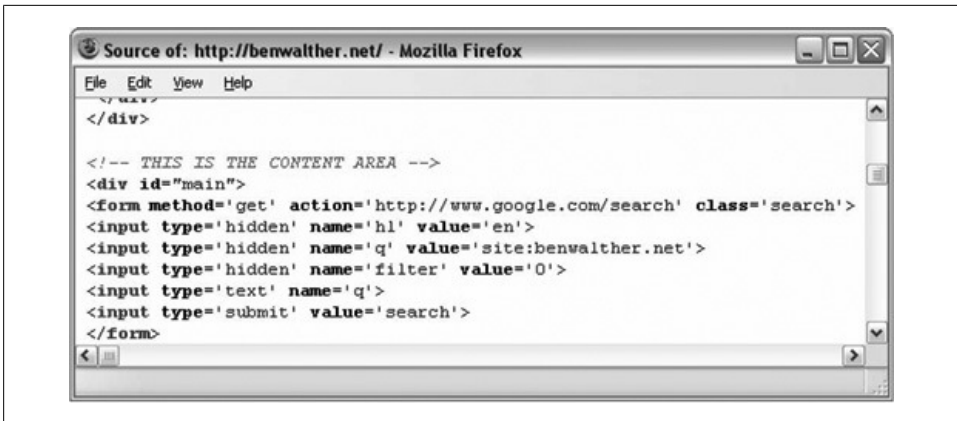 Source of: http://benwalther.net/ - Mozilla Firefox
File Edit View Help
</div>
</div>
<!-- THIS IS THE CONTENT AREA -->
<div id="main">
<form method='get' action='http://www.google.com/search' class='search'>
<input type='hidden' name='hl' value='en'>
<input type='hidden' name='q' value='site:benwalther.net'>
<input type='hidden' name='filter' value='0'>
<input type='text' name='q'>
<input type='submit' value='search'>
</form>